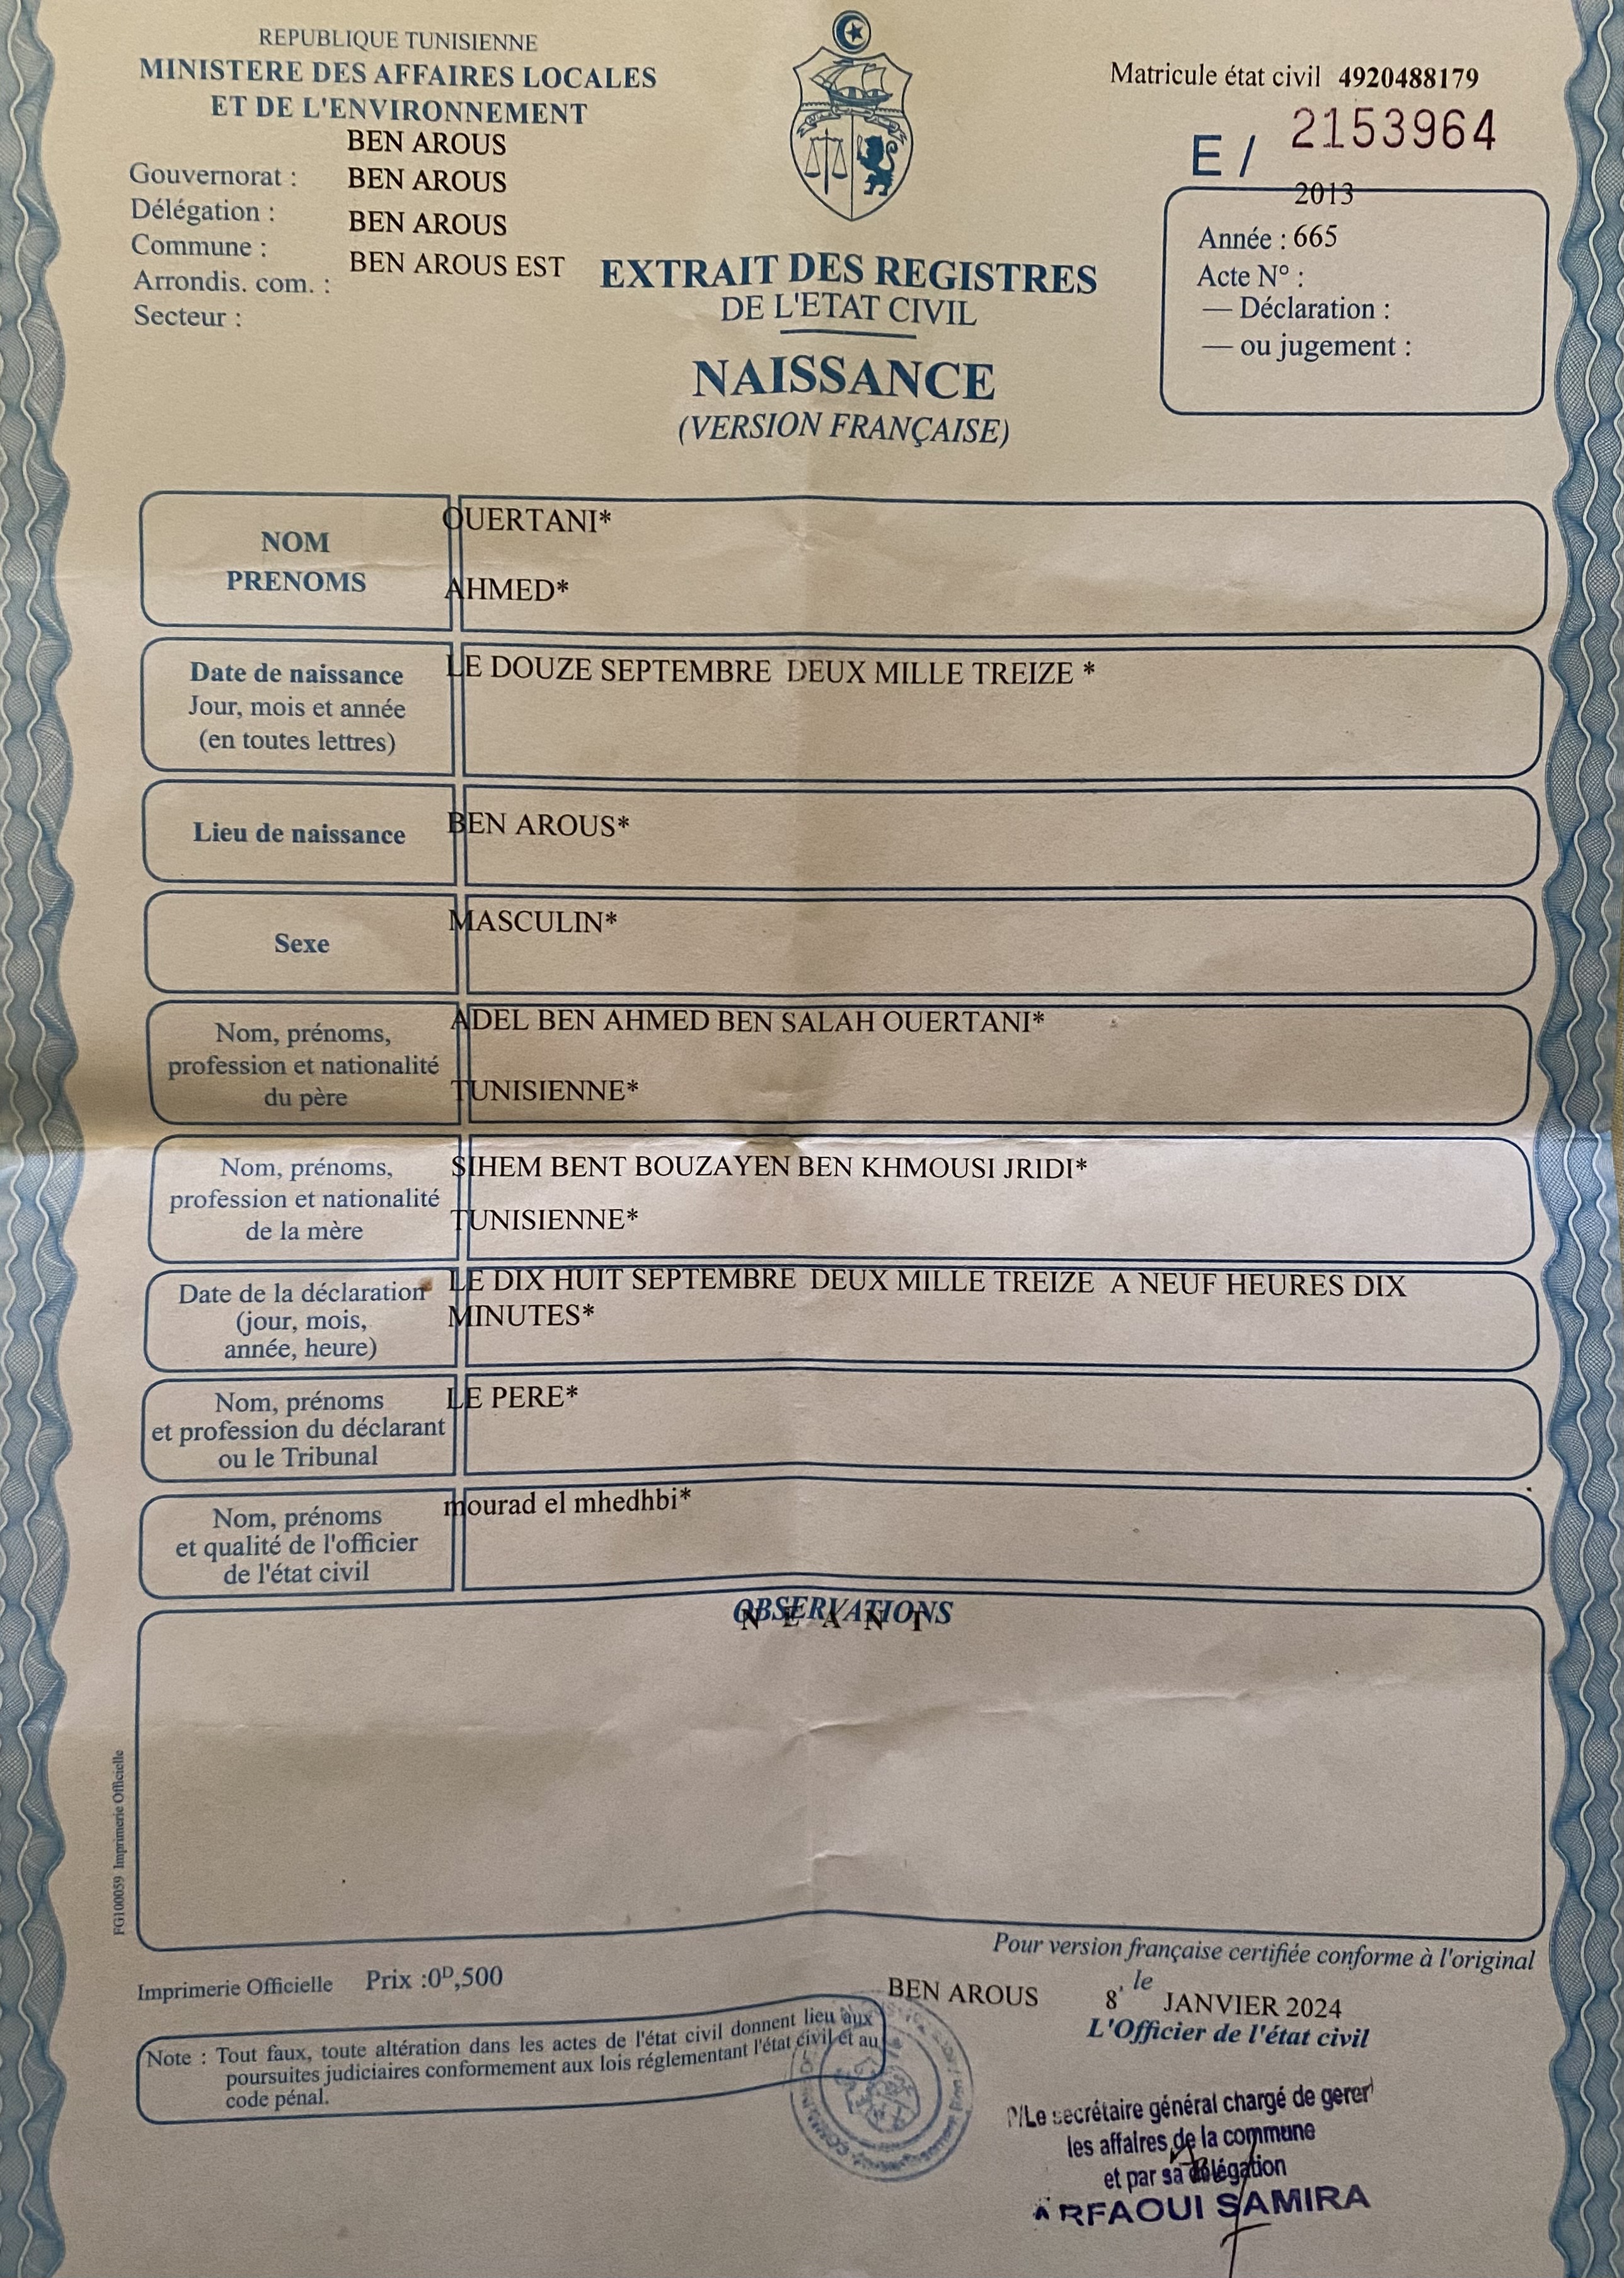 REPUBLIQUE TUNISIENNE
MINISTERE DES AFFAIRES LOCALES
ET DE L'ENVIRONNEMENT
BEN AROUS
Gouvernorat : BEN AROUS
Délégation : BEN AROUS
Commune : BEN AROUS EST
Arrondis. com. :
Secteur :
Matricule état civil 4920488179
E / 2153964
2013
Année : 665
Acte N° :
— Déclaration :
— ou jugement :
EXTRAIT DES REGISTRES
DE L'ETAT CIVIL
NAISSANCE
(VERSION FRANÇAISE)
NOM
PRENOMS
OUERTANI*
AHMED*
Date de naissance
Jour, mois et année
(en toutes lettres)
LE DOUZE SEPTEMBRE DEUX MILLE TREIZE *
Lieu de naissance
BEN AROUS*
Sexe
MASCULIN*
Nom, prénoms,
profession et nationalité
du père
ADEL BEN AHMED BEN SALAH OUERTANI*
TUNISIENNE*
Nom, prénoms,
profession et nationalité
de la mère
SIHEM BENT BOUZAYEN BEN KHMOUSI JRIDI*
TUNISIENNE*
Date de la déclaration
(jour, mois,
année, heure)
LE DIX HUIT SEPTEMBRE DEUX MILLE TREIZE A NEUF HEURES DIX
MINUTES*
Nom, prénoms
et profession du déclarant
ou le Tribunal
LE PERE*
Nom, prénoms
et qualité de l'officier
de l'état civil
mourad el mhedhbi*
OBSERVATIONS
N E A N T
FG100059 Imprimerie Officielle
Pour version française certifiée conforme à l'original
Imprimerie Officielle Prix :0D,500
BEN AROUS 8, le JANVIER 2024
L'Officier de l'état civil
Note : Tout faux, toute altération dans les actes de l'état civil donnent lieu aux
poursuites judiciaires conformement aux lois réglementant l'état civil et au
code pénal.
P/Le secrétaire général chargé de gerer
les affaires de la commune
et par sa délégation
ARFAOUI SAMIRA